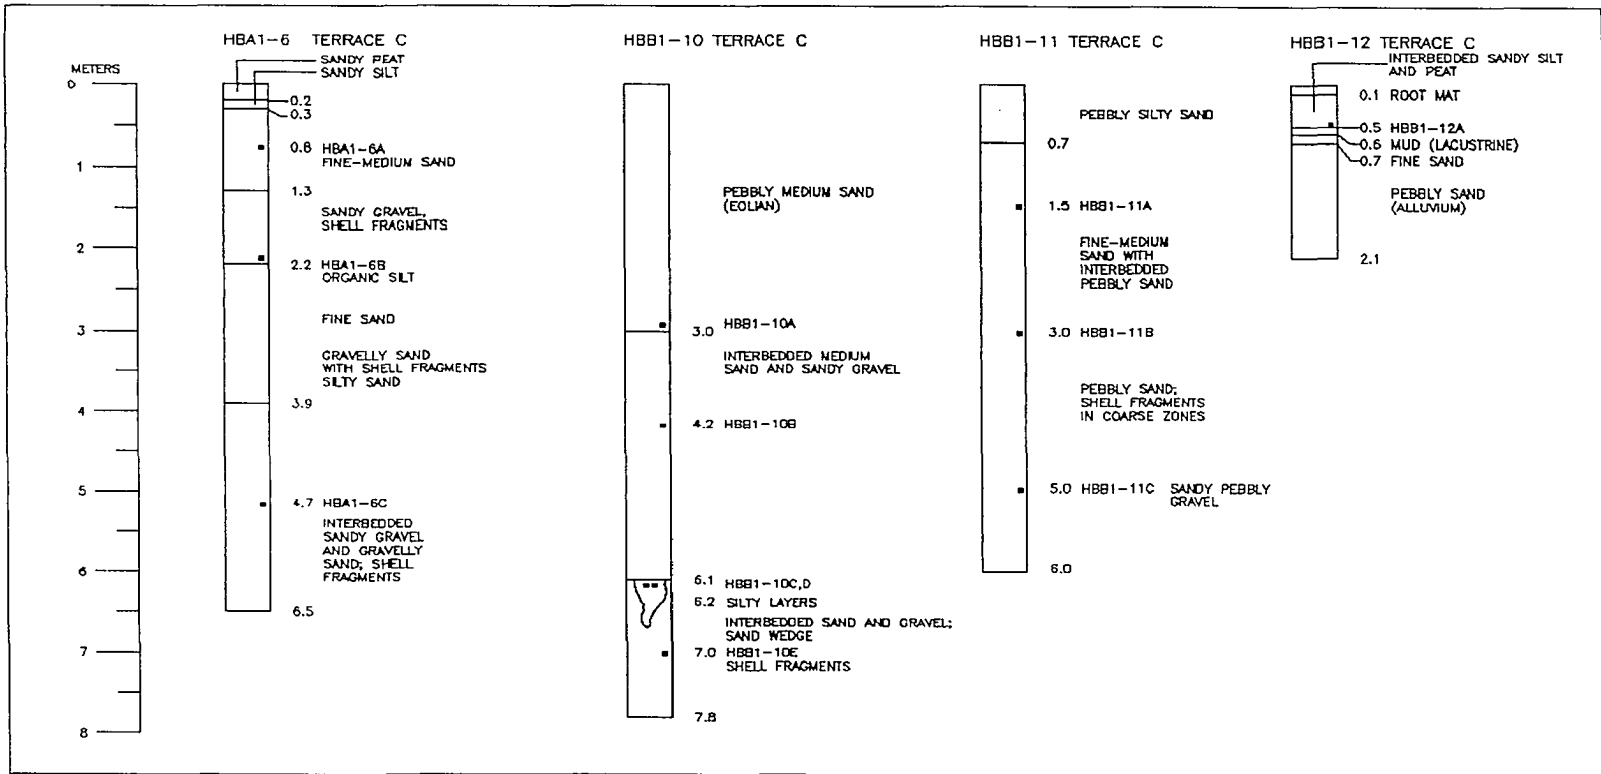 METERS
0
1
2
3
4
5
6
7
8
HBA1-6 TERRACE C
SANDY PEAT
SANDY SILT
0.2
0.3
0.8 HBA1-6A
FINE-MEDIUM SAND
1.3
SANDY GRAVEL,
SHELL FRAGMENTS
2.2 HBA1-6B
ORGANIC SILT
FINE SAND
GRAVELLY SAND
WITH SHELL FRAGMENTS
SILTY SAND
3.9
4.7 HBA1-6C
INTERBEDDED
SANDY GRAVEL
AND GRAVELLY
SAND; SHELL
FRAGMENTS
6.5
HBB1-10 TERRACE C
PEBBLY MEDIUM SAND
(EOLIAN)
3.0 HBB1-10A
INTERBEDDED MEDIUM
SAND AND SANDY GRAVEL
4.2 HBB1-10B
6.1 HBB1-10C,D
6.2 SILTY LAYERS
INTERBEDDED SAND AND GRAVEL;
SAND WEDGE
7.0 HBB1-10E
SHELL FRAGMENTS
7.8
HBB1-11 TERRACE C
PEBBLY SILTY SAND
0.7
1.5 HBB1-11A
FINE-MEDIUM
SAND WITH
INTERBEDDED
PEBBLY SAND
3.0 HBB1-11B
PEBBLY SAND;
SHELL FRAGMENTS
IN COARSE ZONES
5.0 HBB1-11C SANDY PEBBLY
GRAVEL
6.0
HBB1-12 TERRACE C
INTERBEDDED SANDY SILT
AND PEAT
0.1 ROOT MAT
0.5 HBB1-12A
0.6 MUD (LACUSTRINE)
0.7 FINE SAND
PEBBLY SAND
(ALLUVIUM)
2.1